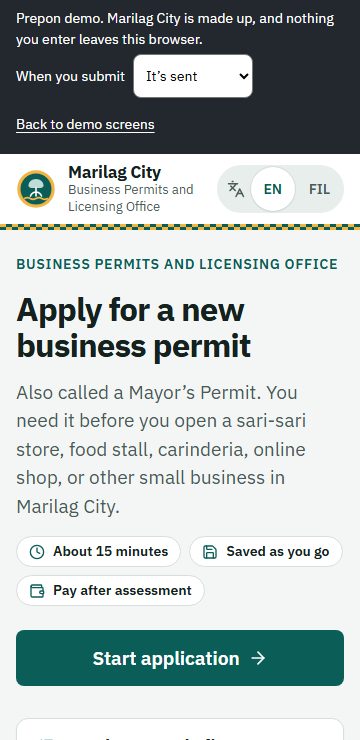 Prepon demo. Marilag City is made up, and nothing
you enter leaves this browser.
When you submit
It’s sent
Back to demo screens
Marilag City
Business Permits and
Licensing Office
EN
FIL
BUSINESS PERMITS AND LICENSING OFFICE
Apply for a new
business permit
Also called a Mayor’s Permit. You
need it before you open a sari-sari
store, food stall, carinderia, online
shop, or other small business in
Marilag City.
About 15 minutes
Saved as you go
Pay after assessment
Start application